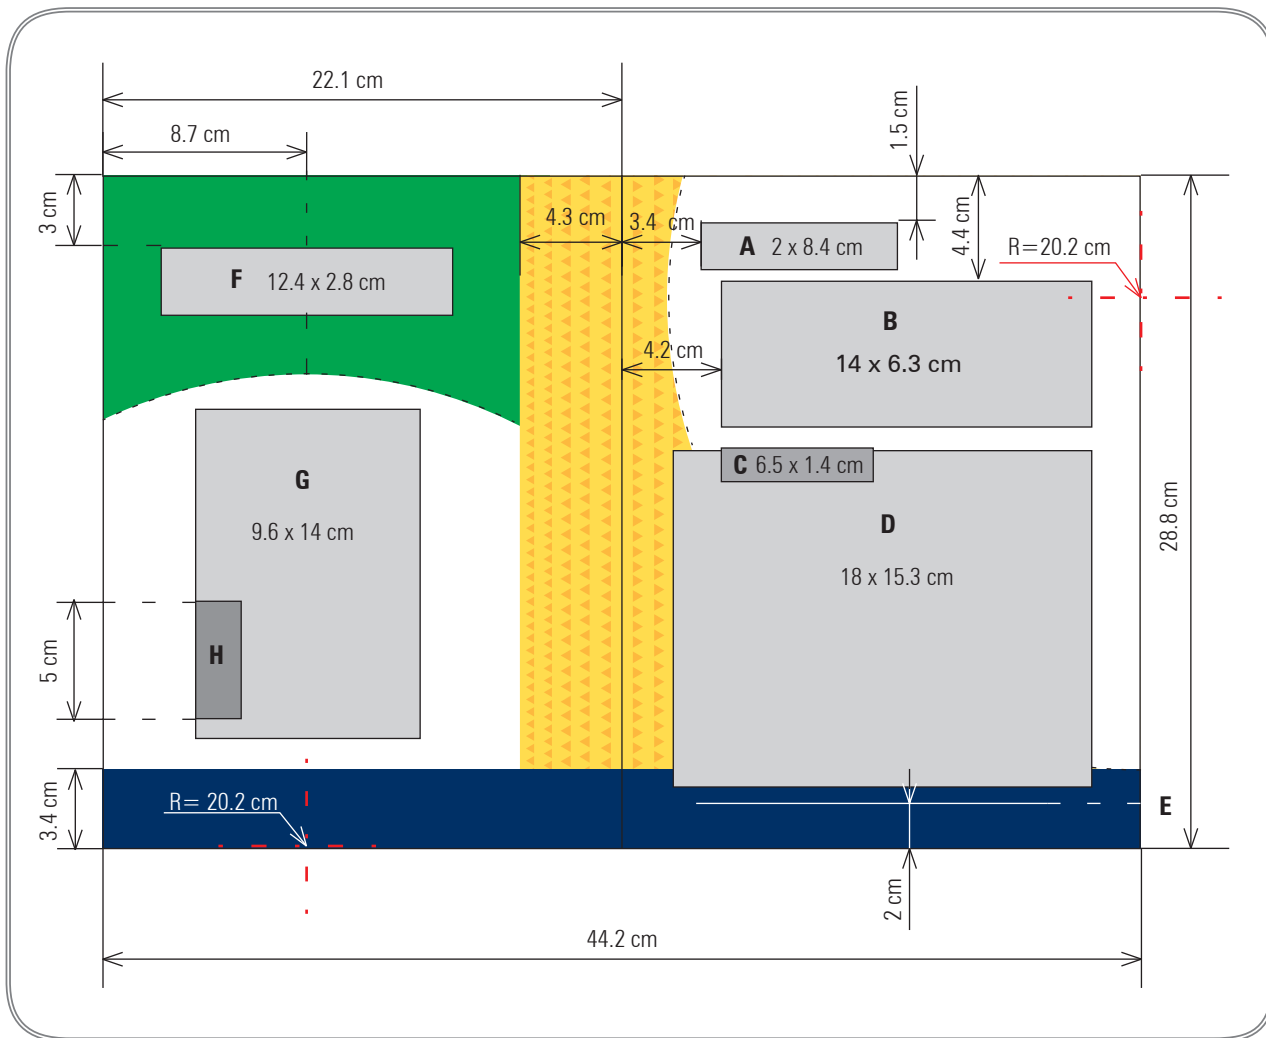 22.1 cm
8.7 cm
1.5 cm
3 cm
4.3 cm
3.4 cm
A 2 x 8.4 cm
4.4 cm
R=20.2 cm
F 12.4 x 2.8 cm
B
14 x 6.3 cm
4.2 cm
C 6.5 x 1.4 cm
G
9.6 x 14 cm
D
18 x 15.3 cm
28.8 cm
H
5 cm
3.4 cm
R= 20.2 cm
E
2 cm
44.2 cm